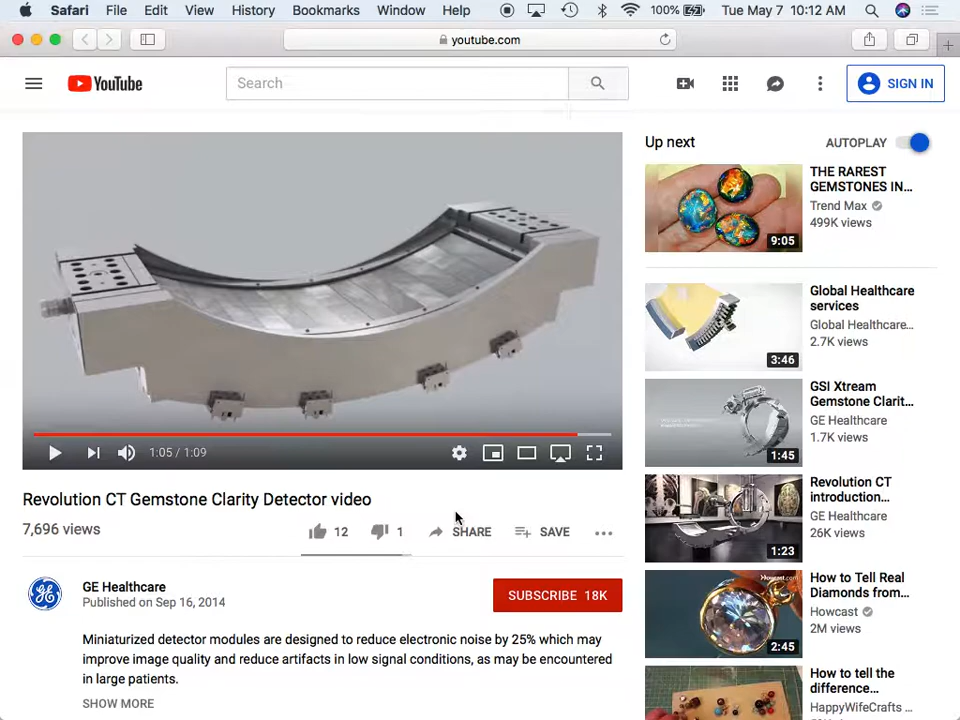 Safari File Edit View History Bookmarks Window Help 100% Tue May 7 10:12 AM
youtube.com
YouTube Search SIGN IN
Up next AUTOPLAY
THE RAREST
GEMSTONES IN...
Trend Max
499K views
9:05
Global Healthcare
services
Global Healthcare...
2.7K views
3:46
GSI Xtream
Gemstone Clarit...
GE Healthcare
1.7K views
1:45
1:05 / 1:09
Revolution CT
introduction...
GE Healthcare
26K views
1:23
Revolution CT Gemstone Clarity Detector video
7,696 views
12 1 SHARE SAVE
How to Tell Real
Diamonds from...
Howcast
2M views
Howcast.com
2:45
GE Healthcare
Published on Sep 16, 2014
SUBSCRIBE 18K
Miniaturized detector modules are designed to reduce electronic noise by 25% which may
improve image quality and reduce artifacts in low signal conditions, as may be encountered
in large patients.
SHOW MORE
How to tell the
difference...
HappyWifeCrafts ...